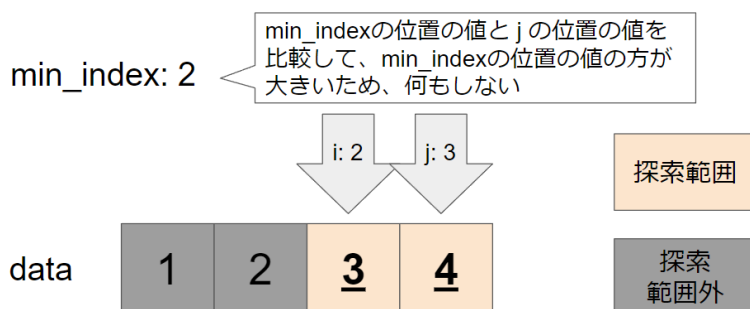 min_indexの位置の値と j の位置の値を
比較して、min_indexの位置の値の方が
大きいため、何もしない
min_index: 2
i: 2
j: 3
探索範囲
data
1
2
3
4
探索
範囲外